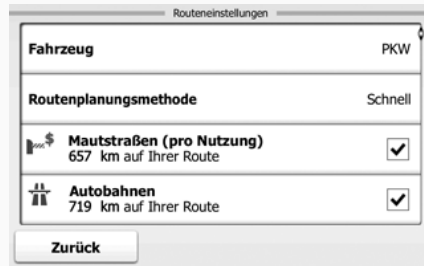 Routeneinstellungen
Fahrzeug PKW
Routenplanungsmethode Schnell
Mautstraßen (pro Nutzung)
657 km auf Ihrer Route
Autobahnen
719 km auf Ihrer Route
Zurück